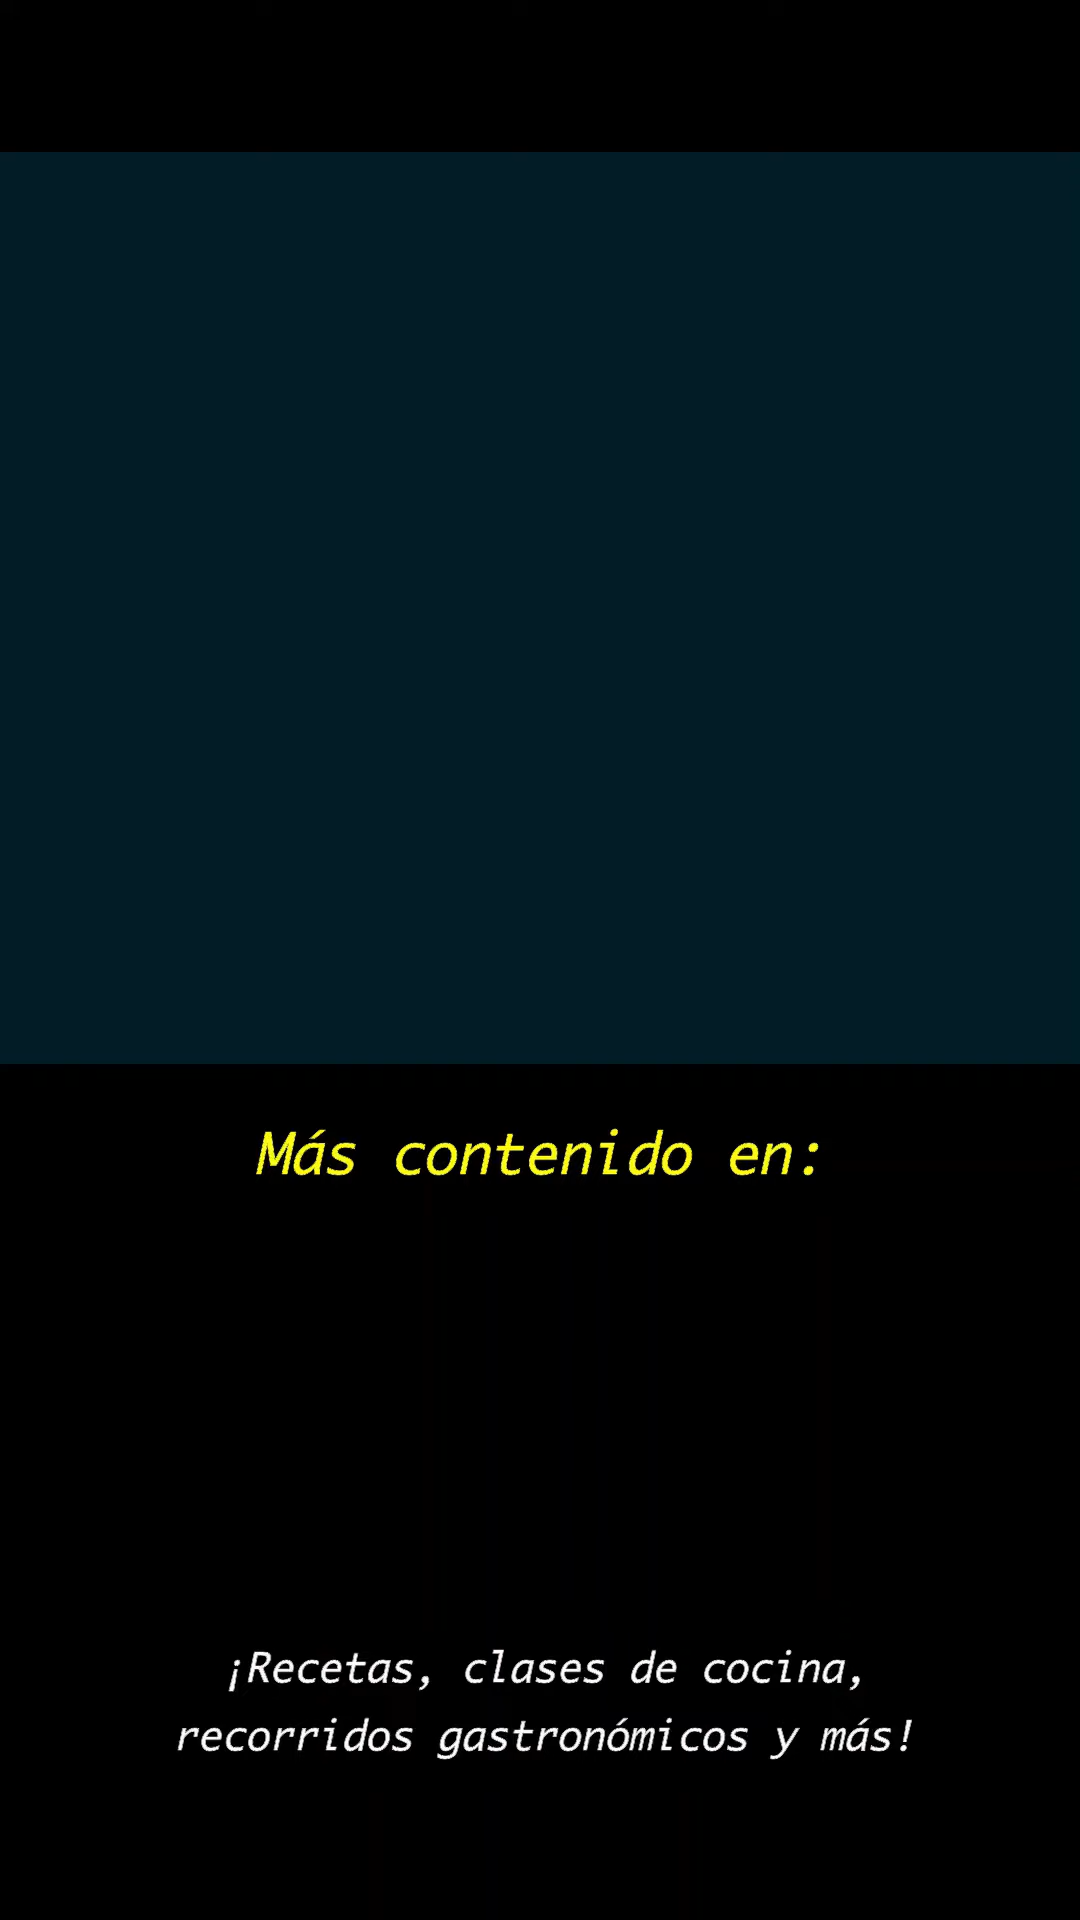 Más contenido en:
¡Recetas, clases de cocina,
recorridos gastronómicos y más!